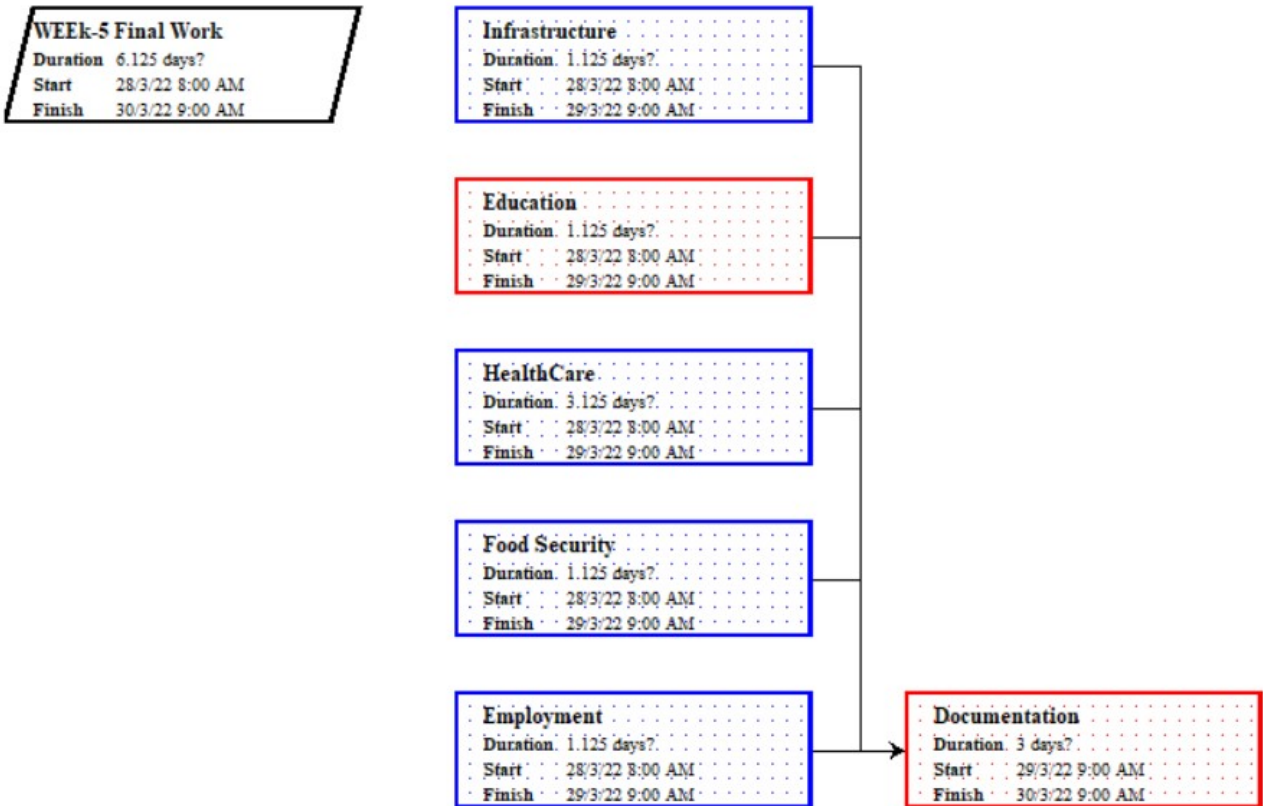 WEEk-5 Final Work
Duration 6.125 days?
Start 28/3/22 8:00 AM
Finish 30/3/22 9:00 AM
Infrastructure
Duration 1.125 days?
Start 28/3/22 8:00 AM
Finish 29/3/22 9:00 AM
Education
Duration 1.125 days?
Start 28/3/22 8:00 AM
Finish 29/3/22 9:00 AM
HealthCare
Duration 3.125 days?
Start 28/3/22 8:00 AM
Finish 29/3/22 9:00 AM
Food Security
Duration 1.125 days?
Start 28/3/22 8:00 AM
Finish 29/3/22 9:00 AM
Employment
Duration 1.125 days?
Start 28/3/22 8:00 AM
Finish 29/3/22 9:00 AM
Documentation
Duration 3 days?
Start 29/3/22 9:00 AM
Finish 30/3/22 9:00 AM